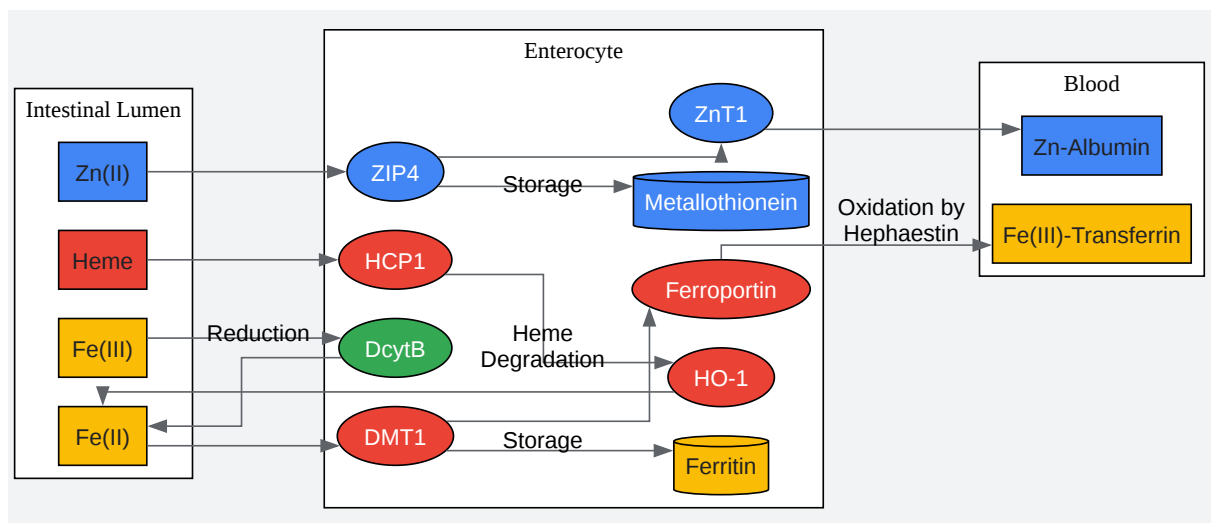 Intestinal Lumen
Zn(II)
Heme
Fe(III)
Fe(II)
Reduction
Enterocyte
ZIP4
HCP1
DcytB
DMT1
Storage
Heme
Degradation
Storage
ZnT1
Metallothionein
Ferroportin
HO-1
Ferritin
Oxidation by
Hephaestin
Blood
Zn-Albumin
Fe(III)-Transferrin